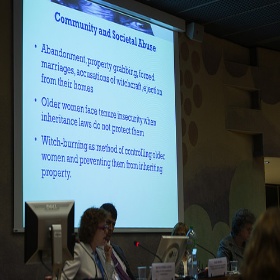 Community and Societal Abuse
• Abandonment, property grabbing, forced
marriages, accusations of witchcraft, ejection
from their homes
• Older women face tenure insecurity when
inheritance laws do not protect them
• Witch-burning as method of controlling older
women and preventing them from inheriting
property.